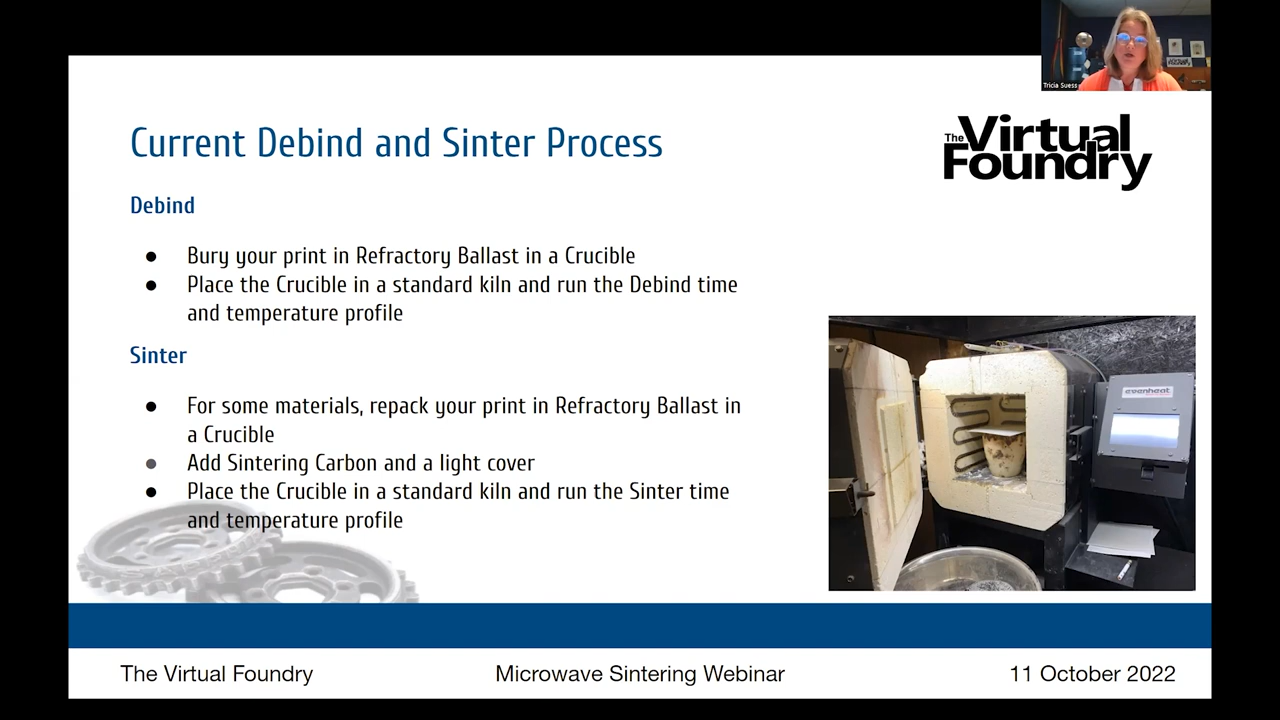 Tricia Suess
Current Debind and Sinter Process
The Virtual
Foundry
Debind
● Bury your print in Refractory Ballast in a Crucible
● Place the Crucible in a standard kiln and run the Debind time
and temperature profile
Sinter
● For some materials, repack your print in Refractory Ballast in
a Crucible
● Add Sintering Carbon and a light cover
● Place the Crucible in a standard kiln and run the Sinter time
and temperature profile
evenheat
The Virtual Foundry
Microwave Sintering Webinar
11 October 2022